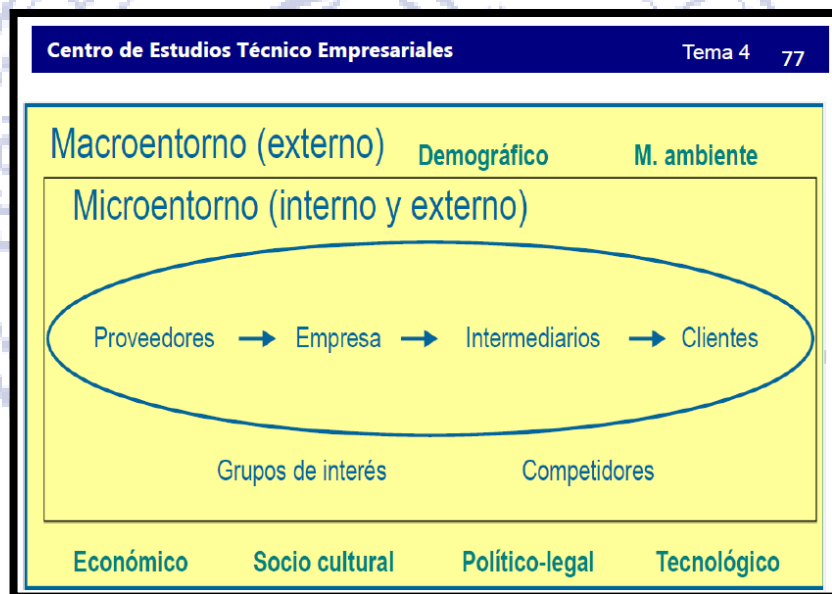 Centro de Estudios Técnico Empresariales Tema 4 77
Macroentorno (externo) Demográfico M. ambiente
Microentorno (interno y externo)
Proveedores → Empresa → Intermediarios → Clientes
Grupos de interés Competidores
Económico Socio cultural Político-legal Tecnológico